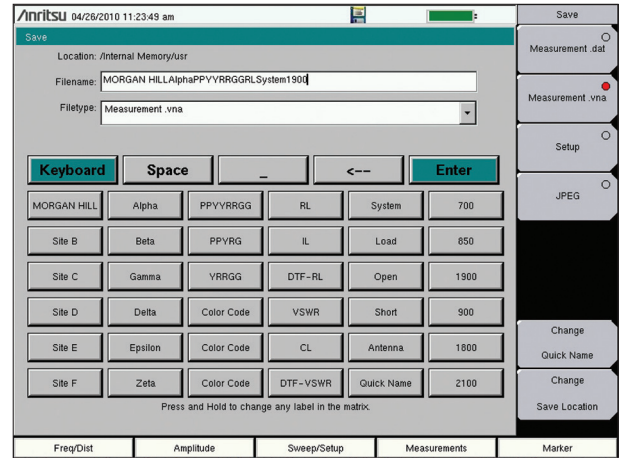 Anritsu 04/26/2010 11:23:49 am
Save
Save
Location: /Internal Memory/usr
Filename: MORGAN HILLAlphaPPYYRRGGRLSystem1900
Filetype: Measurement .vna
Keyboard Space _ <-- Enter
MORGAN HILL Alpha PPYYRRGG RL System 700
Site B Beta PPYRG IL Load 850
Site C Gamma YRRGG DTF-RL Open 1900
Site D Delta Color Code VSWR Short 900
Site E Epsilon Color Code CL Antenna 1800
Site F Zeta Color Code DTF-VSWR Quick Name 2100
Press and Hold to change any label in the matrix.
Measurement .dat
Measurement .vna
Setup
JPEG
Change
Quick Name
Change
Save Location
Freq/Dist Amplitude Sweep/Setup Measurements Marker